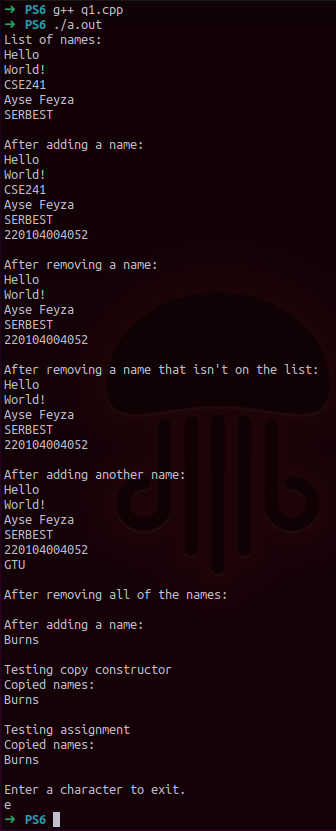 ➜ PS6 g++ q1.cpp
➜ PS6 ./a.out
List of names:
Hello
World!
CSE241
Ayse Feyza
SERBEST

After adding a name:
Hello
World!
CSE241
Ayse Feyza
SERBEST
220104004052

After removing a name:
Hello
World!
Ayse Feyza
SERBEST
220104004052

After removing a name that isn't on the list:
Hello
World!
Ayse Feyza
SERBEST
220104004052

After adding another name:
Hello
World!
Ayse Feyza
SERBEST
220104004052
GTU

After removing all of the names:

After adding a name:
Burns

Testing copy constructor
Copied names:
Burns

Testing assignment
Copied names:
Burns

Enter a character to exit.
e
➜ PS6